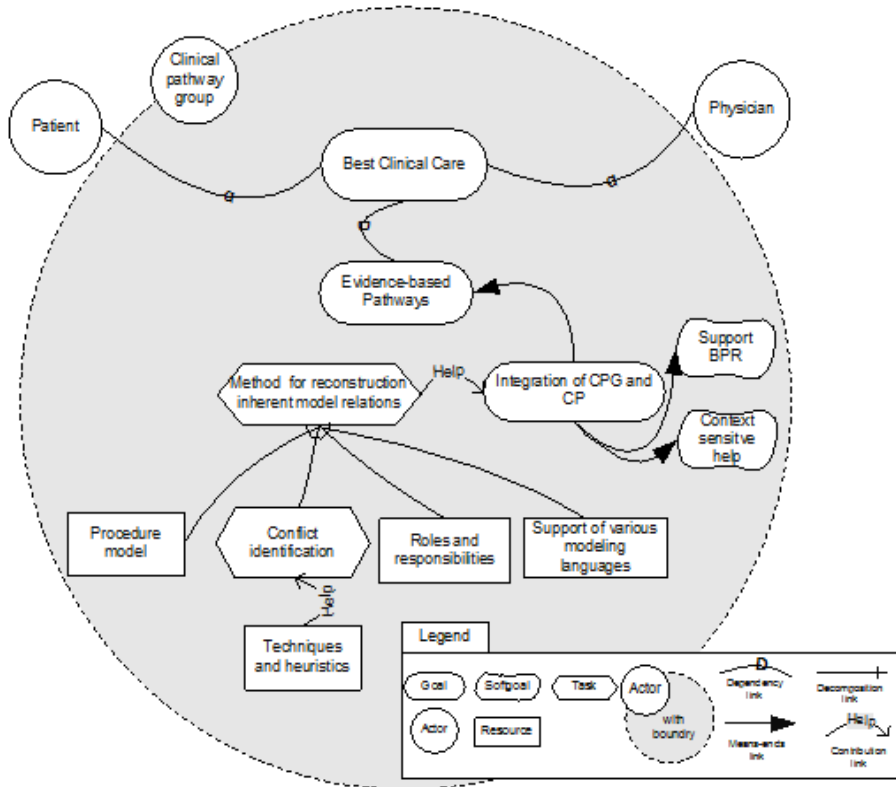 Clinical
pathway
group
Patient
Physician
Best Clinical Care
D
D
D
Evidence-based
Pathways
Support
BPR
Method for reconstruction
inherent model relations
Help
Integration of CPG and
CP
Context
sensitve
help
Procedure
model
Conflict
identification
Roles and
responsibilities
Support of various
modeling
languages
Help
Techniques
and heuristics
Legend
Goal
Softgoal
Task
Actor
with
boundry
D
Dependency
link
Decomposition
link
Actor
Resource
Means-ends
link
Help
Contribution
link